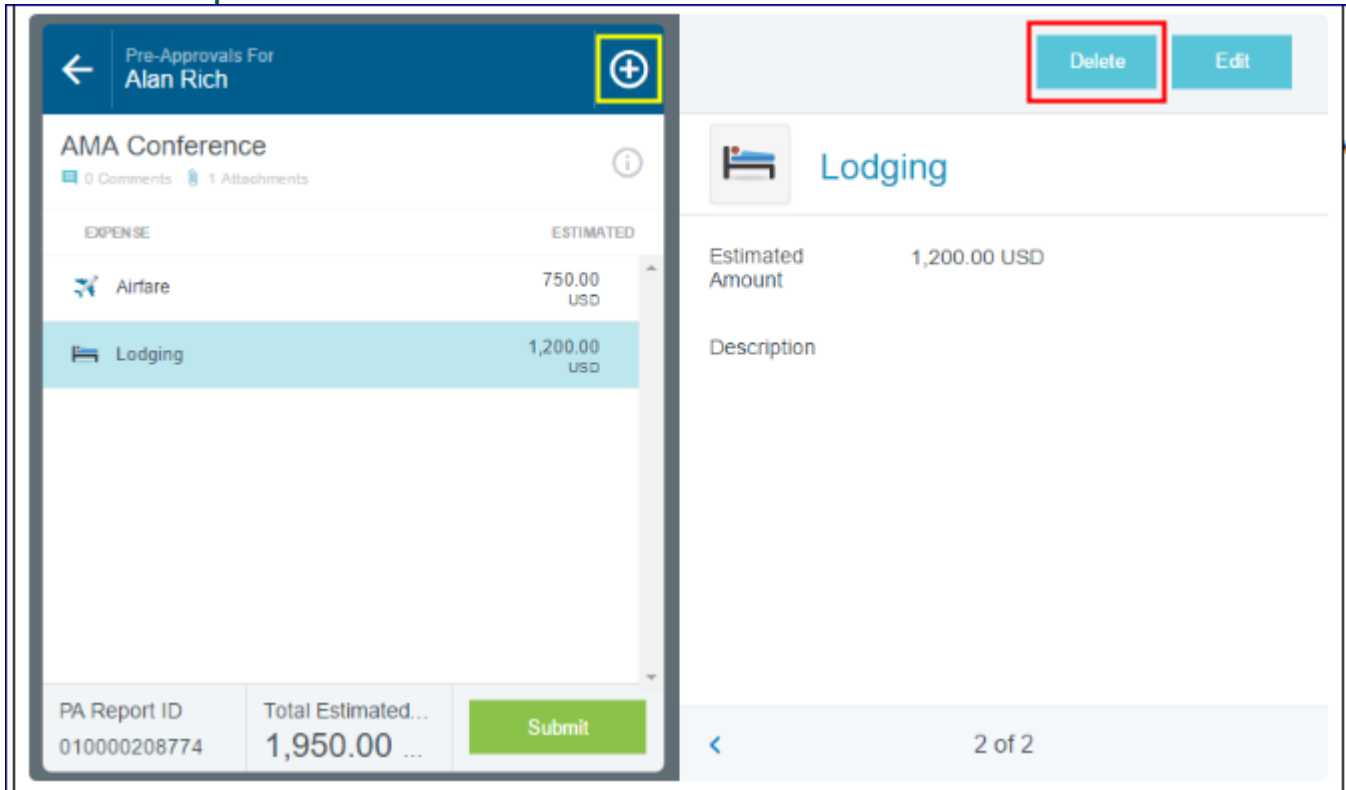 Pre-Approvals For
Alan Rich
Delete
Edit
AMA Conference
0 Comments 1 Attachments
Lodging
EXPENSE ESTIMATED
Airfare 750.00
USD
Lodging 1,200.00
USD
Estimated 1,200.00 USD
Amount
Description
PA Report ID
010000208774
Total Estimated...
1,950.00 ...
Submit
2 of 2